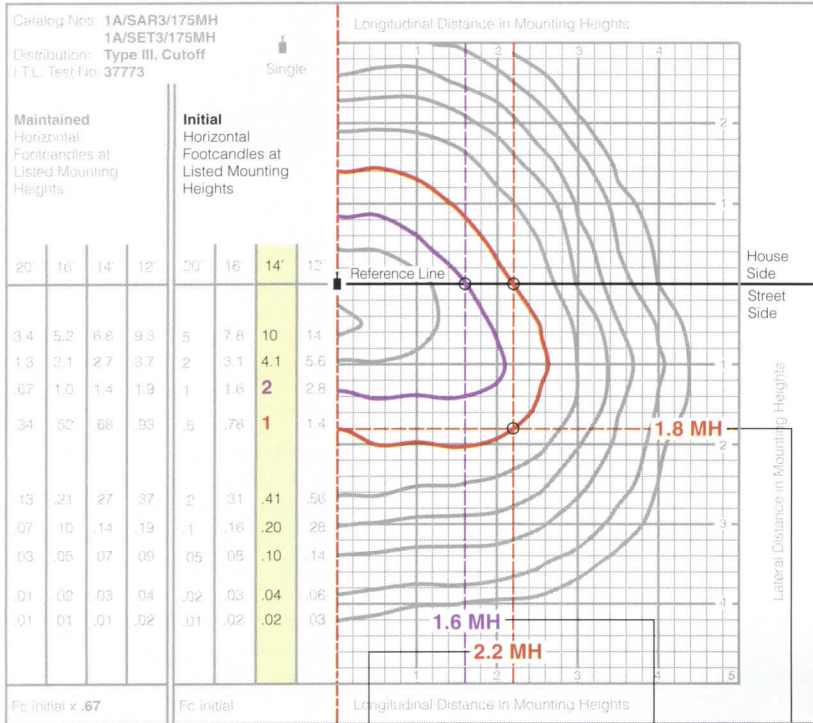 Catalog Nos: 1A/SAR3/175MH
1A/SET3/175MH
Distribution: Type III, Cutoff
I.T.L. Test No: 37773
Single
Maintained
Horizontal
Footcandles at
Listed Mounting
Heights
Initial
Horizontal
Footcandles at
Listed Mounting
Heights
20' 16' 14' 12' 20' 16' 14' 12'
3.4 5.2 6.8 9.3 5 7.8 10 14
1.3 2.1 2.7 3.7 2 3.1 4.1 5.6
.67 1.0 1.4 1.9 1 1.6 2 2.8
.34 .52 .68 .93 .5 .78 1 1.4
.13 .21 .27 .37 .2 .31 .41 .56
.07 .10 .14 .19 .1 .16 .20 .28
.03 .05 .07 .09 .05 .08 .10 .14
.01 .02 .03 .04 .02 .03 .04 .06
.01 .01 .01 .02 .01 .02 .02 .03
Fc initial x .67
Fc initial
Longitudinal Distance in Mounting Heights
1 2 3 4
2
1
Reference Line
House
Side
Street
Side
1
1.8 MH
2
3
4
Lateral Distance in Mounting Heights
1.6 MH
2.2 MH
1 2 3 4 5
Longitudinal Distance in Mounting Heights